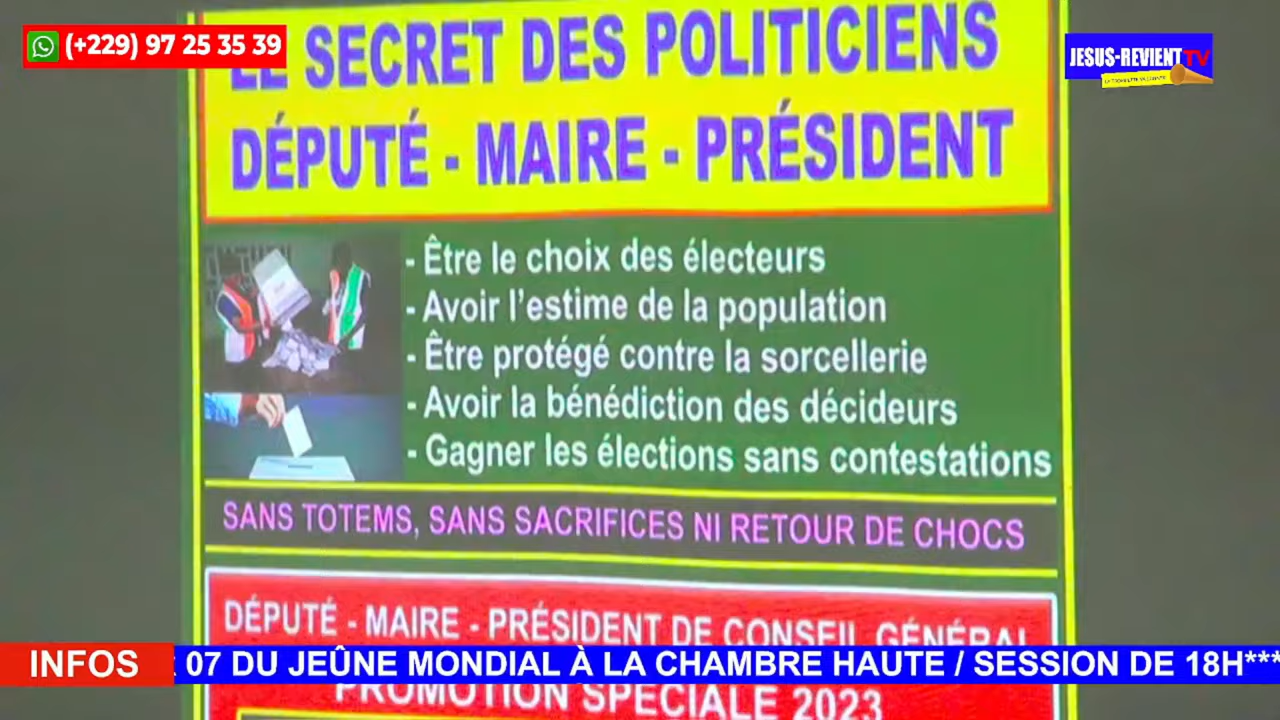 (+229) 97 25 35 39
JESUS-REVIENT TV
LE SECRET DES POLITICIENS
DÉPUTÉ - MAIRE - PRÉSIDENT
- Être le choix des électeurs
- Avoir l'estime de la population
- Être protégé contre la sorcellerie
- Avoir la bénédiction des décideurs
- Gagner les élections sans contestations
SANS TOTEMS, SANS SACRIFICES NI RETOUR DE CHOCS
DÉPUTÉ - MAIRE - PRÉSIDENT DE CONSEIL GÉNÉRAL
INFOS
07 DU JEÛNE MONDIAL À LA CHAMBRE HAUTE / SESSION DE 18H***
PROMOTION SPÉCIALE 2023